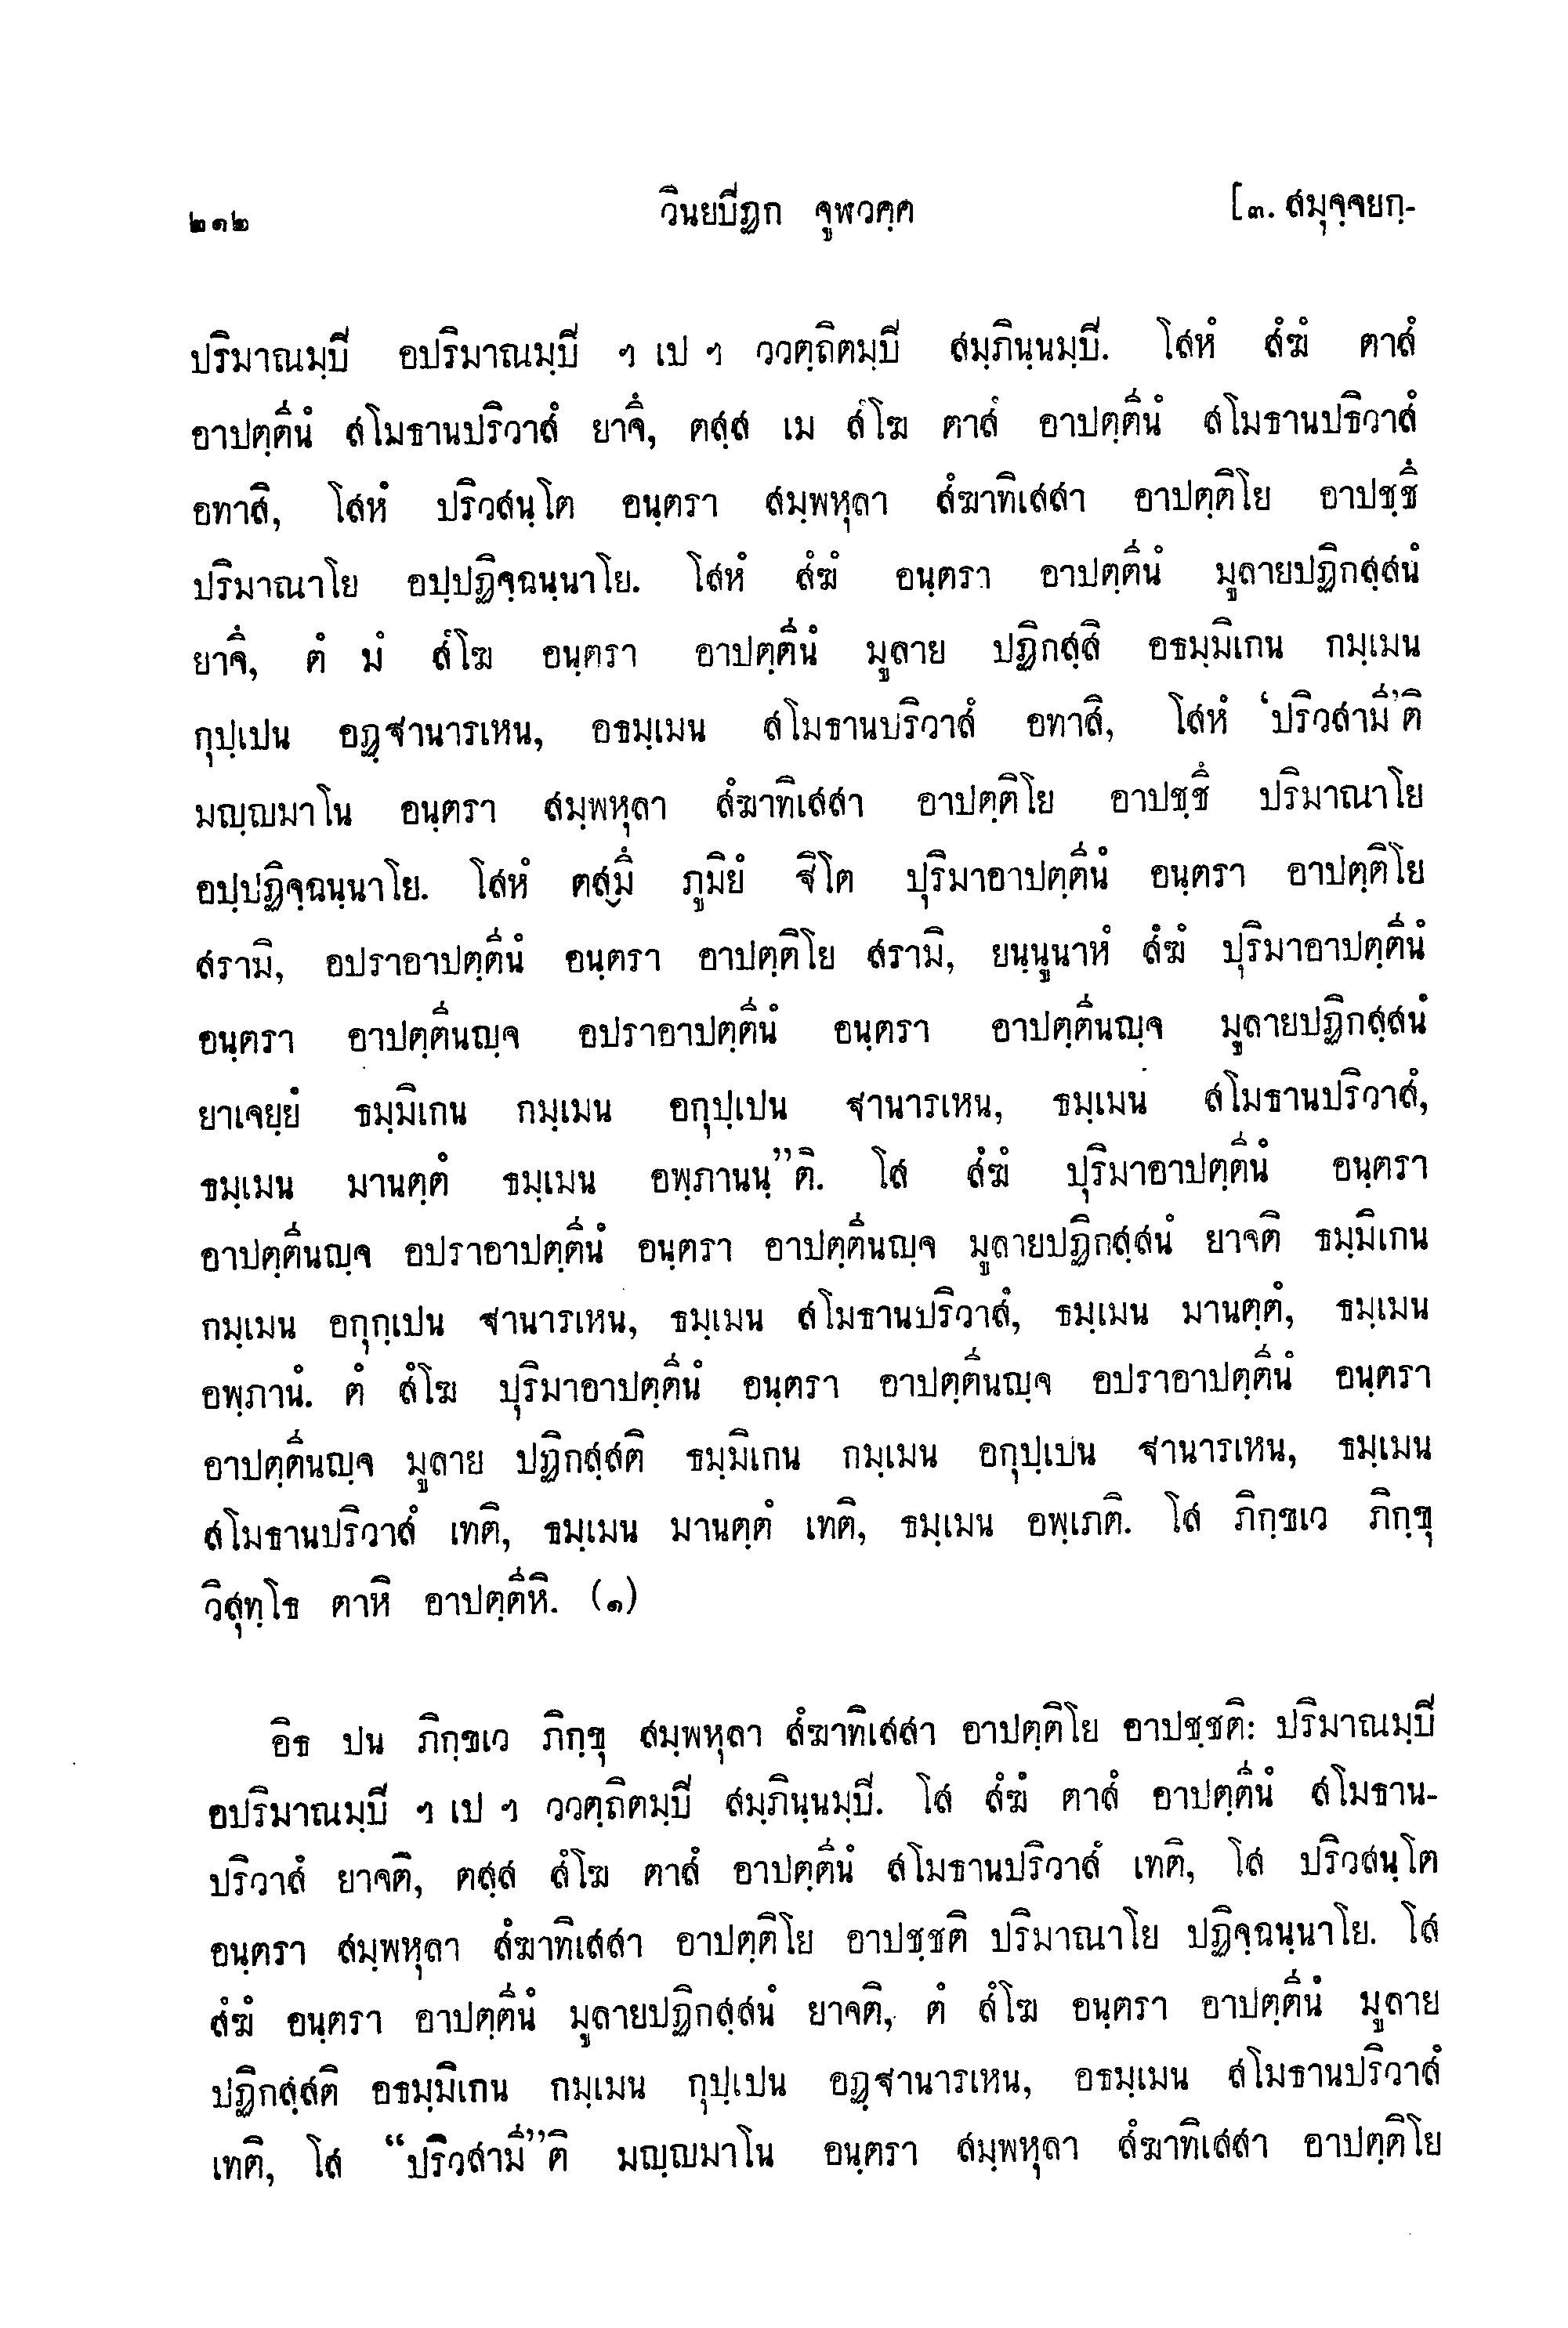 ๒๑๒ วินยปิฏก จูฬวคฺค [๓. สมุจฺจยกฺ-
ปริมาณมฺปี อปริมาณมฺปี ฯ เป ฯ ววตฺถิตมฺปี สมฺภินฺนมฺปี. โสหํ สํฆํ ตาสํ
อาปตฺตีนํ สโมธานปริวาสํ ยาจึ, ตสฺส เม สํโฆ ตาสํ อาปตฺตีนํ สโมธานปริวาสํ
อทาสิ, โสหํ ปริวสนฺโต อนฺตรา สมฺพหุลา สํฆาทิเสสา อาปตฺติโย อาปชฺชึ
ปริมาณาโย อปฺปฏิจฺฉนฺนาโย. โสหํ สํฆํ อนฺตรา อาปตฺตีนํ มูลายปฏิกสฺสนํ
ยาจึ, ตํ มํ สํโฆ อนฺตรา อาปตฺตีนํ มูลาย ปฏิกสฺสิ อธมฺมิเกน กมฺเมน
กุปฺเปน อฏฺฐานารเหน, อธมฺเมน สโมธานปริวาสํ อทาสิ, โสหํ ‘ปริวสามี’ติ
มญฺญมาโน อนฺตรา สมฺพหุลา สํฆาทิเสสา อาปตฺติโย อาปชฺชึ ปริมาณาโย
อปฺปฏิจฺฉนฺนาโย. โสหํ ตสฺมึ ภูมิยํ ฐิโต ปุริมาอาปตฺตีนํ อนฺตรา อาปตฺติโย
สรามิ, อปราอาปตฺตีนํ อนฺตรา อาปตฺติโย สรามิ, ยนฺนูนาหํ สํฆํ ปุริมาอาปตฺตีนํ
อนฺตรา อาปตฺตีนญฺจ อปราอาปตฺตีนํ อนฺตรา อาปตฺตีนญฺจ มูลายปฏิกสฺสนํ
ยาเจยฺยํ ธมฺมิเกน กมฺเมน อกุปฺเปน ฐานารเหน, ธมฺเมน สโมธานปริวาสํ,
ธมฺเมน มานตฺตํ ธมฺเมน อพฺภานนฺ”ติ. โส สํฆํ ปุริมาอาปตฺตีนํ อนฺตรา
อาปตฺตีนญฺจ อปราอาปตฺตีนํ อนฺตรา อาปตฺตีนญฺจ มูลายปฏิกสฺสนํ ยาจติ ธมฺมิเกน
กมฺเมน อกุกฺเปน ฐานารเหน, ธมฺเมน สโมธานปริวาสํ, ธมฺเมน มานตฺตํ, ธมฺเมน
อพฺภานํ. ตํ สํโฆ ปุริมาอาปตฺตีนํ อนฺตรา อาปตฺตีนญฺจ อปราอาปตฺตีนํ อนฺตรา
อาปตฺตีนญฺจ มูลาย ปฏิกสฺสติ ธมฺมิเกน กมฺเมน อกุปฺเปน ฐานารเหน, ธมฺเมน
สโมธานปริวาสํ เทติ, ธมฺเมน มานตฺตํ เทติ, ธมฺเมน อพฺเภติ. โส ภิกฺขเว ภิกฺขุ
วิสุทฺโธ ตาหิ อาปตฺตีหิ. (๑)
อิธ ปน ภิกฺขเว ภิกฺขุ สมฺพหุลา สํฆาทิเสสา อาปตฺติโย อาปชฺชติ: ปริมาณมฺปี
อปริมาณมฺปี ฯ เป ฯ ววตฺถิตมฺปี สมฺภินฺนมฺปี. โส สํฆํ ตาสํ อาปตฺตีนํ สโมธาน-
ปริวาสํ ยาจติ, ตสฺส สํโฆ ตาสํ อาปตฺตีนํ สโมธานปริวาสํ เทติ, โส ปริวสนฺโต
อนฺตรา สมฺพหุลา สํฆาทิเสสา อาปตฺติโย อาปชฺชติ ปริมาณาโย ปฏิจฺฉนฺนาโย. โส
สํฆํ อนฺตรา อาปตฺตีนํ มูลายปฏิกสฺสนํ ยาจติ, ตํ สํโฆ อนฺตรา อาปตฺตีนํ มูลาย
ปฏิกสฺสติ อธมฺมิเกน กมฺเมน กุปฺเปน อฏฺฐานารเหน, อธมฺเมน สโมธานปริวาสํ
เทติ, โส “ปริวสามี”ติ มญฺญมาโน อนฺตรา สมฺพหุลา สํฆาทิเสสา อาปตฺติโย